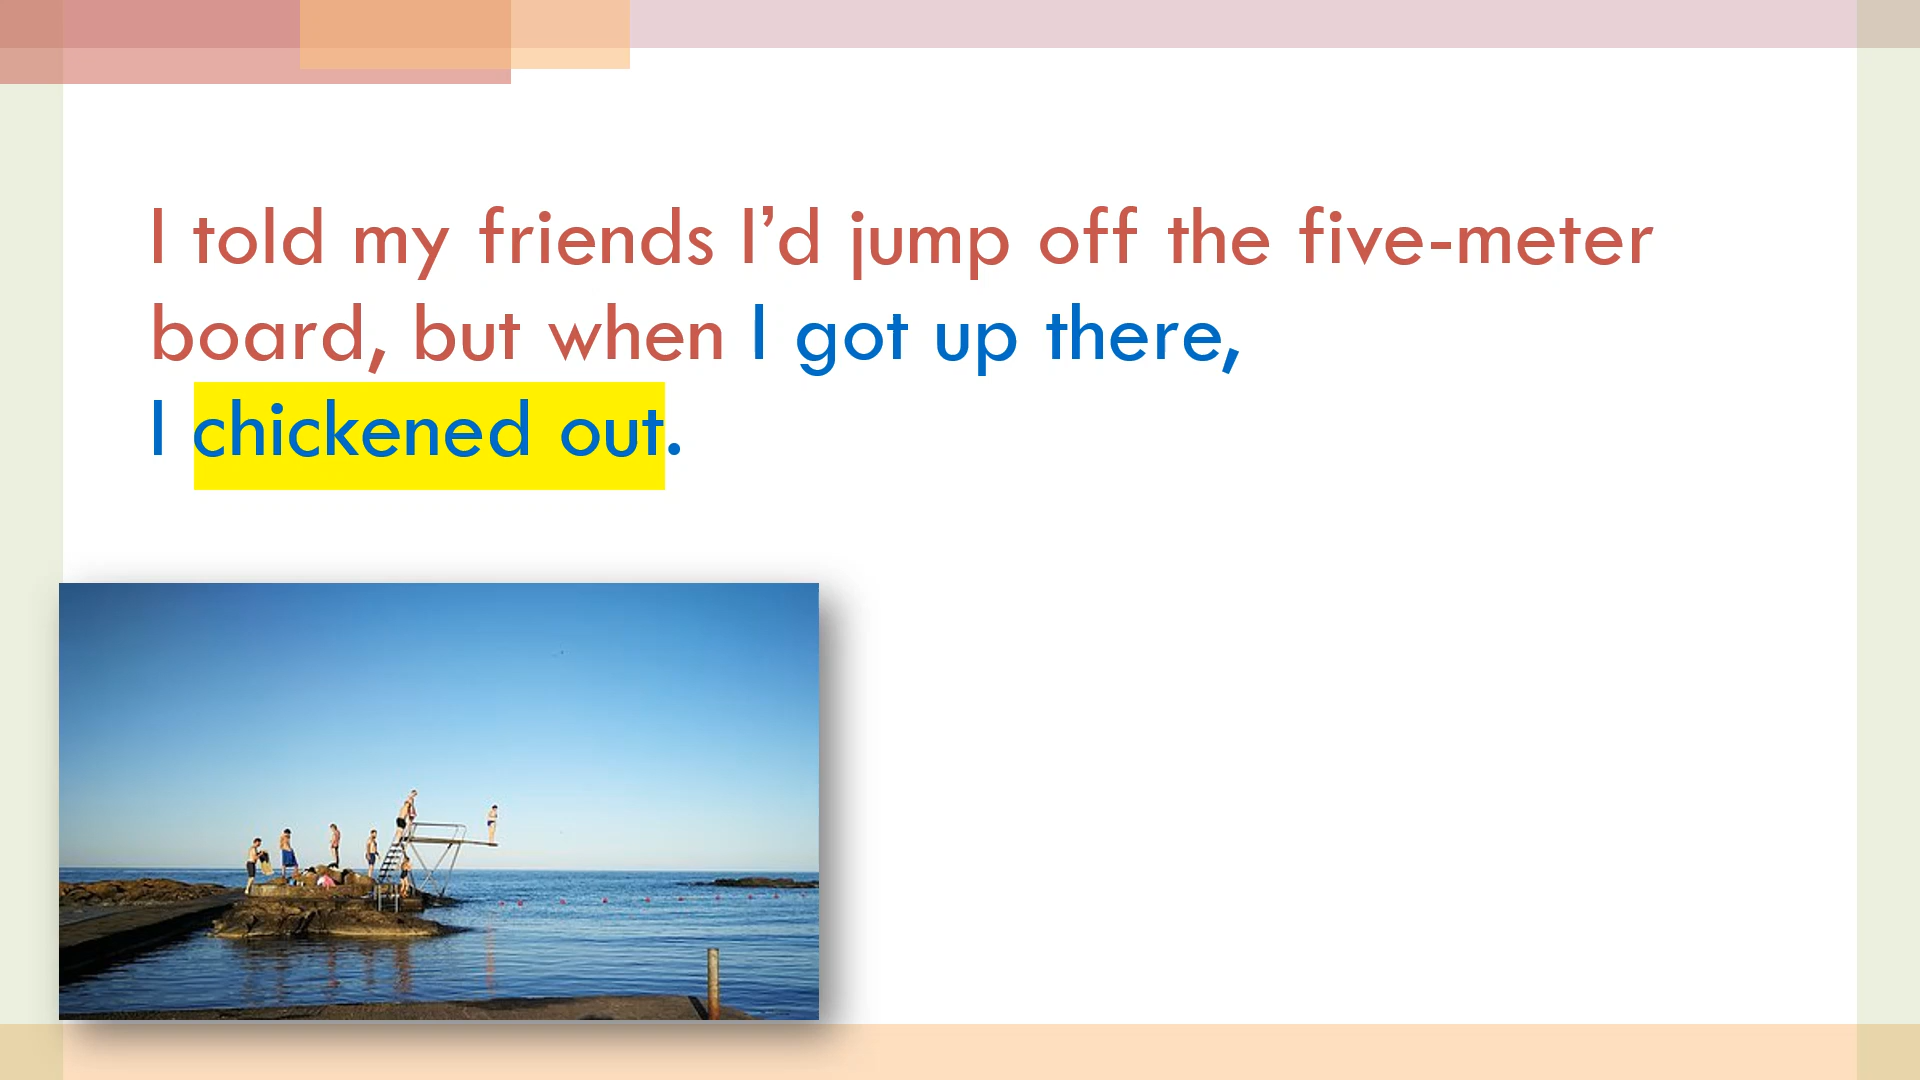 I told my friends I’d jump off the five-meter
board, but when I got up there,
I chickened out.